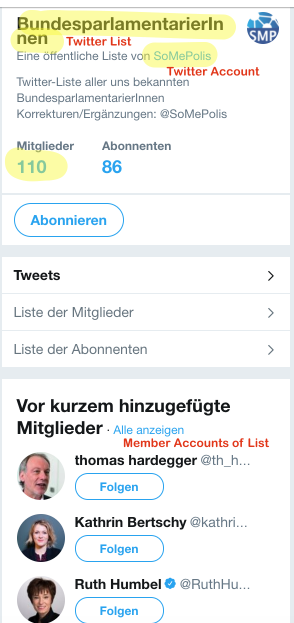 BundesparlamentarierIn
nen Twitter List
SMP
Eine öffentliche Liste von SoMePolis
Twitter Account
Twitter-Liste aller uns bekannten
BundesparlamentarierInnen
Korrekturen/Ergänzungen: @SoMePolis
Mitglieder Abonnenten
110 86
Abonnieren
Tweets
Liste der Mitglieder
Liste der Abonnenten
Vor kurzem hinzugefügte
Mitglieder · Alle anzeigen
Member Accounts of List
thomas hardegger @th_h...
Folgen
Kathrin Bertschy @kathri...
Folgen
Ruth Humbel @RuthHu...
Folgen